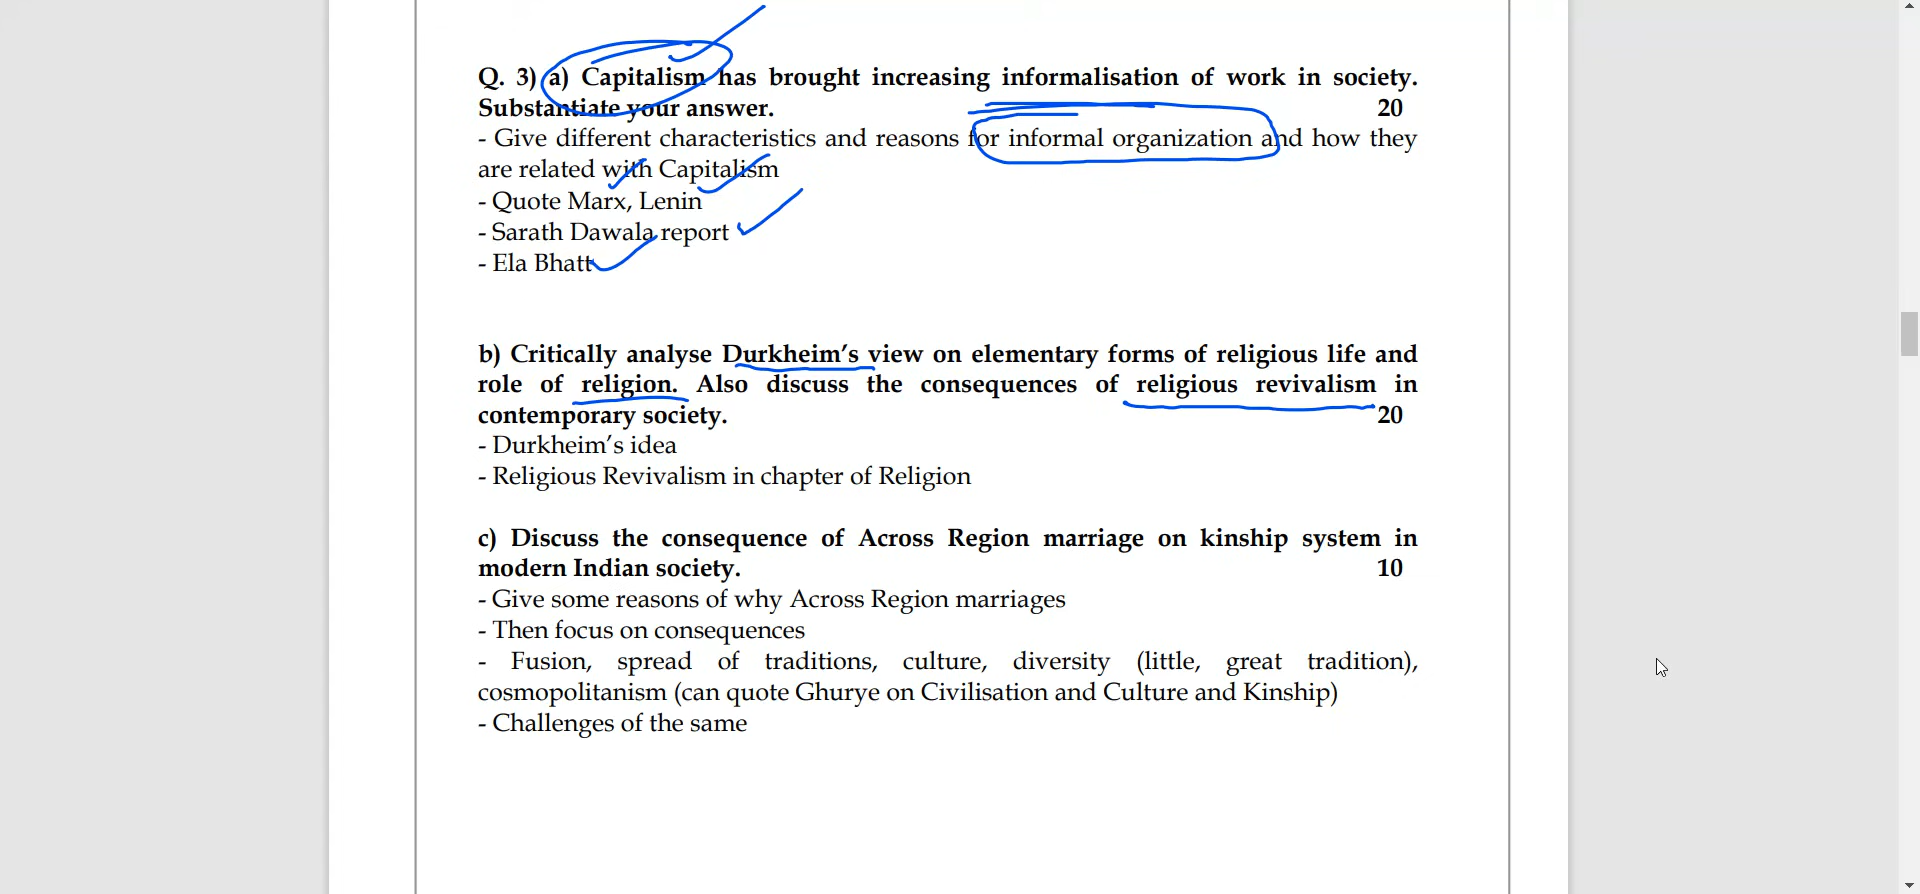 Q. 3) a) Capitalism has brought increasing informalisation of work in society.
Substantiate your answer. 20
- Give different characteristics and reasons for informal organization and how they
are related with Capitalism
- Quote Marx, Lenin
- Sarath Dawala report
- Ela Bhatt
b) Critically analyse Durkheim’s view on elementary forms of religious life and
role of religion. Also discuss the consequences of religious revivalism in
contemporary society. 20
- Durkheim’s idea
- Religious Revivalism in chapter of Religion
c) Discuss the consequence of Across Region marriage on kinship system in
modern Indian society. 10
- Give some reasons of why Across Region marriages
- Then focus on consequences
- Fusion, spread of traditions, culture, diversity (little, great tradition),
cosmopolitanism (can quote Ghurye on Civilisation and Culture and Kinship)
- Challenges of the same